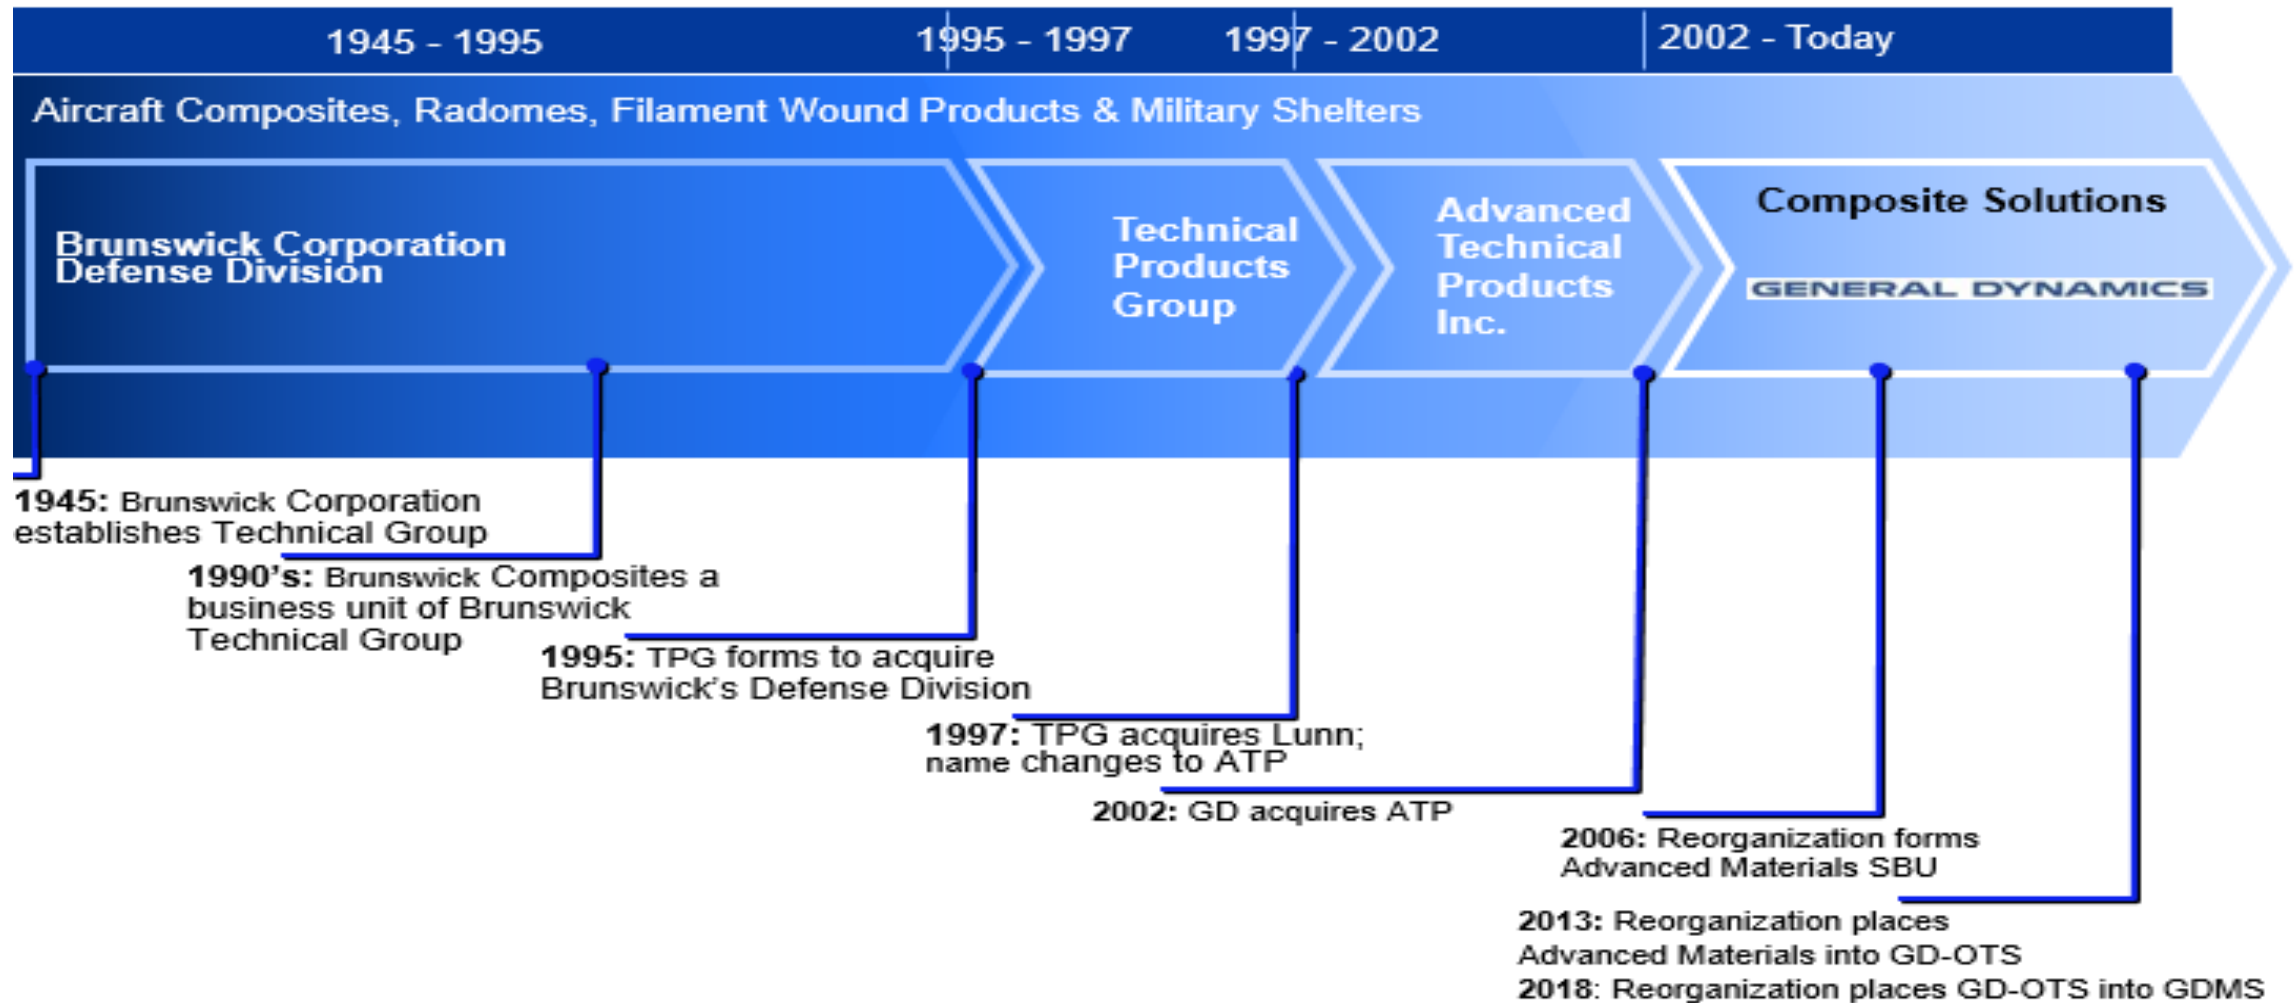 1945 - 1995
1995 - 1997
1997 - 2002
2002 - Today
Aircraft Composites, Radomes, Filament Wound Products & Military Shelters
Brunswick Corporation
Defense Division
Technical
Products
Group
Advanced
Technical
Products
Inc.
Composite Solutions
GENERAL DYNAMICS
1945: Brunswick Corporation
establishes Technical Group
1990's: Brunswick Composites a
business unit of Brunswick
Technical Group
1995: TPG forms to acquire
Brunswick's Defense Division
1997: TPG acquires Lunn;
name changes to ATP
2002: GD acquires ATP
2006: Reorganization forms
Advanced Materials SBU
2013: Reorganization places
Advanced Materials into GD-OTS
2018: Reorganization places GD-OTS into GDMS